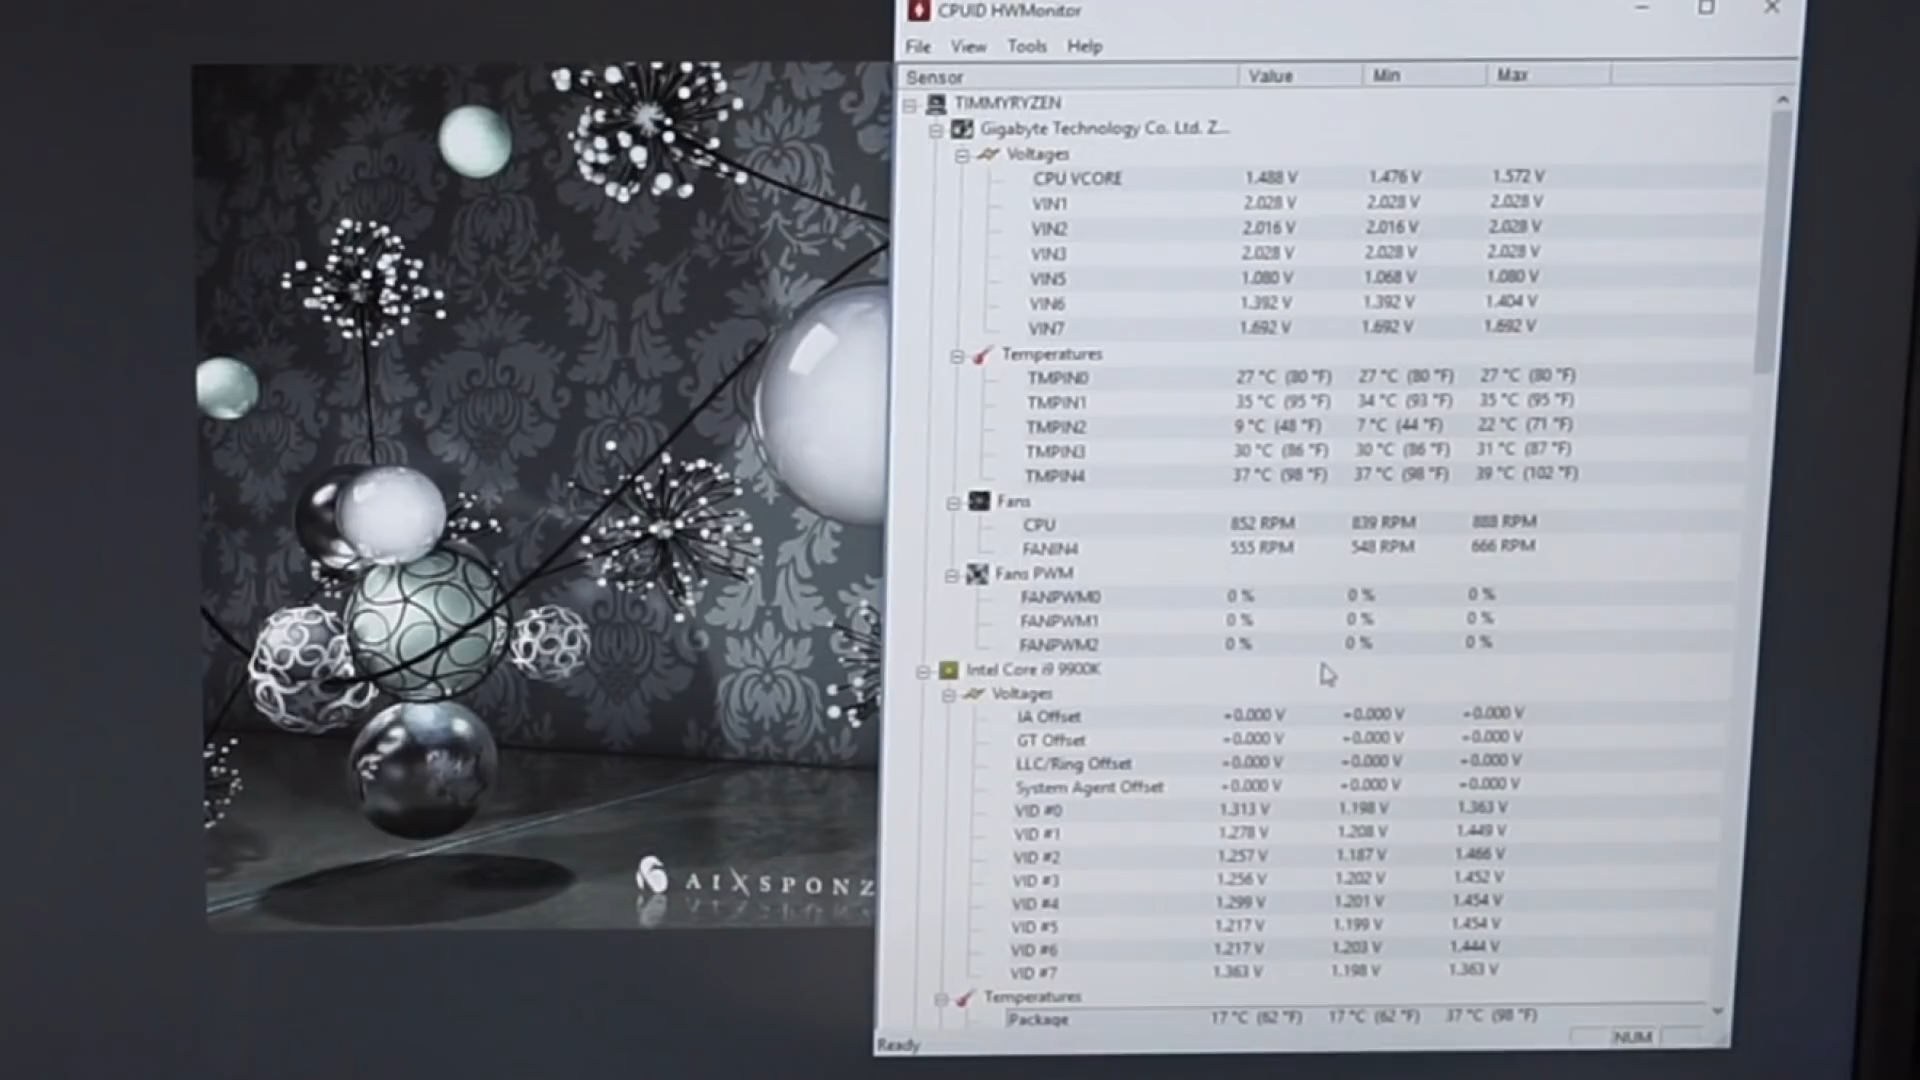 CPUID HWMonitor
File View Tools Help
Sensor Value Min Max
TIMMYRYZEN
Gigabyte Technology Co. Ltd. Z...
Voltages
CPU VCORE 1.488 V 1.476 V 1.572 V
VIN1 2.028 V 2.028 V 2.028 V
VIN2 2.016 V 2.016 V 2.028 V
VIN3 2.028 V 2.028 V 2.028 V
VIN5 1.080 V 1.068 V 1.080 V
VIN6 1.392 V 1.392 V 1.404 V
VIN7 1.692 V 1.692 V 1.692 V
Temperatures
TMPIN0 27 °C (80 °F) 27 °C (80 °F) 27 °C (80 °F)
TMPIN1 35 °C (95 °F) 34 °C (93 °F) 35 °C (95 °F)
TMPIN2 9 °C (48 °F) 7 °C (44 °F) 22 °C (71 °F)
TMPIN3 30 °C (86 °F) 30 °C (86 °F) 31 °C (87 °F)
TMPIN4 37 °C (98 °F) 37 °C (98 °F) 39 °C (102 °F)
Fans
CPU 852 RPM 839 RPM 888 RPM
FANIN4 555 RPM 548 RPM 666 RPM
Fans PWM
FANPWM0 0 % 0 % 0 %
FANPWM1 0 % 0 % 0 %
FANPWM2 0 % 0 % 0 %
Intel Core i9 9900K
Voltages
IA Offset +0.000 V +0.000 V +0.000 V
GT Offset +0.000 V +0.000 V +0.000 V
LLC/Ring Offset +0.000 V +0.000 V +0.000 V
System Agent Offset +0.000 V +0.000 V +0.000 V
VID #0 1.313 V 1.198 V 1.363 V
VID #1 1.278 V 1.208 V 1.449 V
VID #2 1.257 V 1.187 V 1.466 V
VID #3 1.256 V 1.202 V 1.452 V
VID #4 1.299 V 1.201 V 1.454 V
VID #5 1.217 V 1.199 V 1.454 V
VID #6 1.217 V 1.203 V 1.444 V
VID #7 1.363 V 1.198 V 1.363 V
Temperatures
Package 17 °C (62 °F) 17 °C (62 °F) 37 °C (98 °F)
Ready NUM
AIXSPONZ